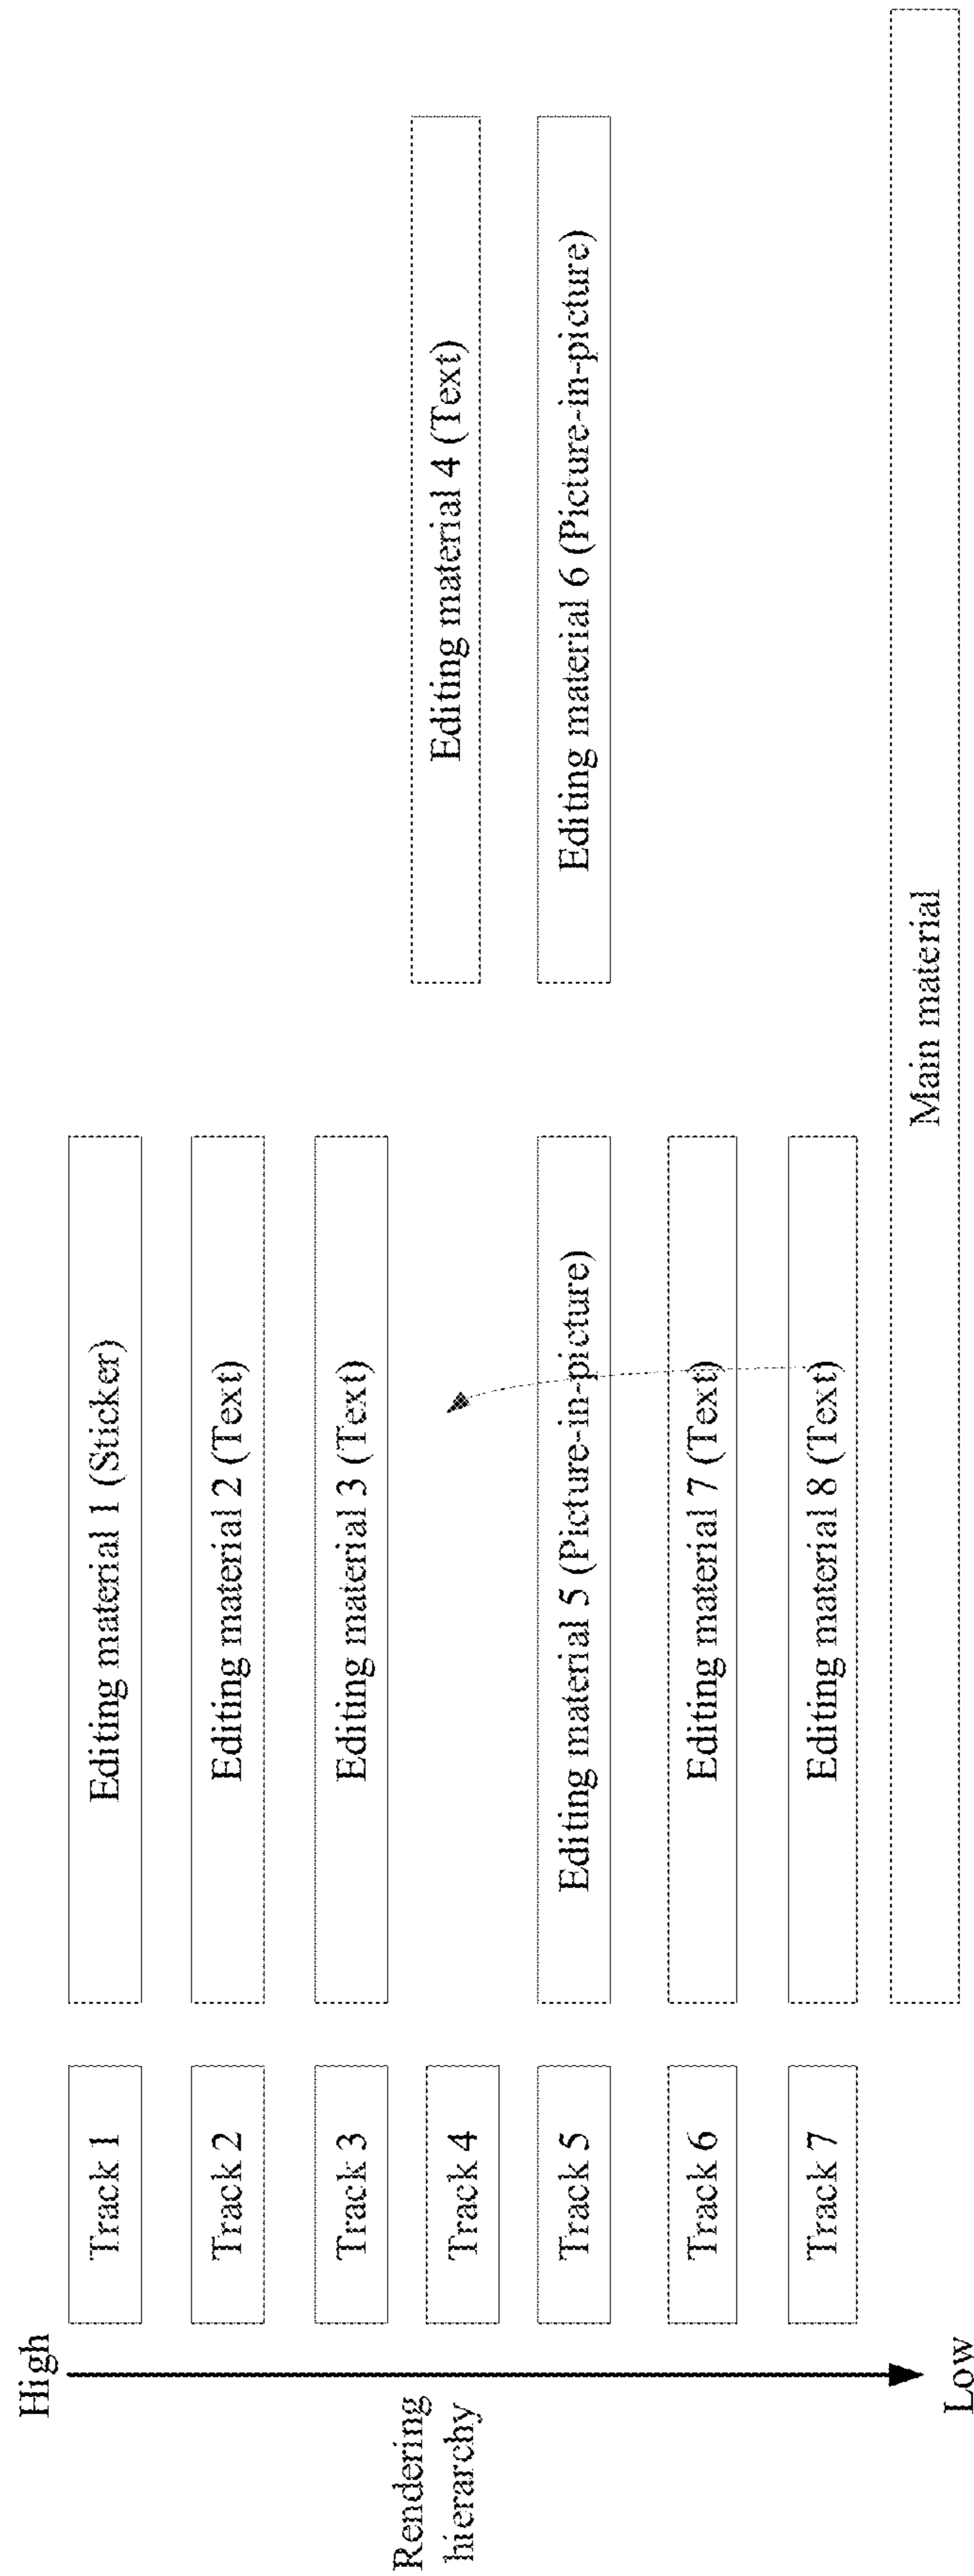 High
Rendering
hierarchy
Low
Track 1
Editing material 1 (Sticker)
Track 2
Editing material 2 (Text)
Track 3
Editing material 3 (Text)
Track 4
Editing material 4 (Text)
Track 5
Editing material 5 (Picture-in-picture)
Editing material 6 (Picture-in-picture)
Track 6
Editing material 7 (Text)
Track 7
Editing material 8 (Text)
Main material